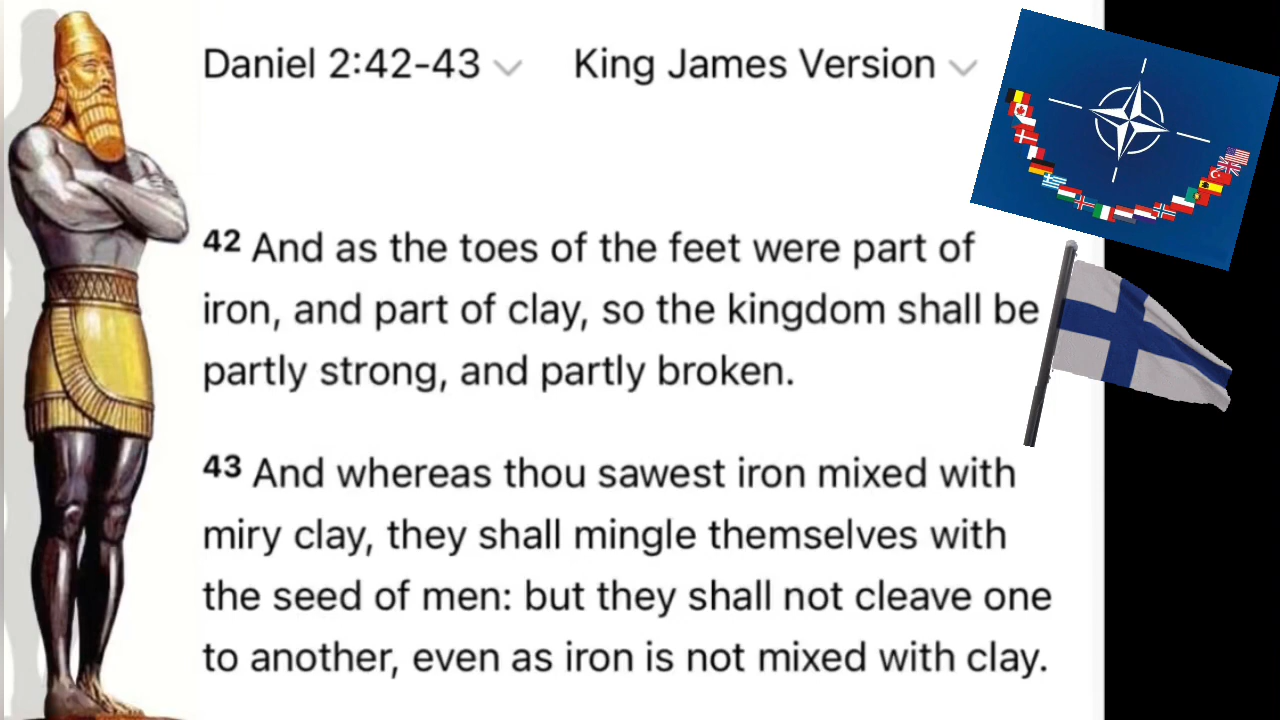 Daniel 2:42-43 King James Version
42 And as the toes of the feet were part of
iron, and part of clay, so the kingdom shall be
partly strong, and partly broken.
43 And whereas thou sawest iron mixed with
miry clay, they shall mingle themselves with
the seed of men: but they shall not cleave one
to another, even as iron is not mixed with clay.